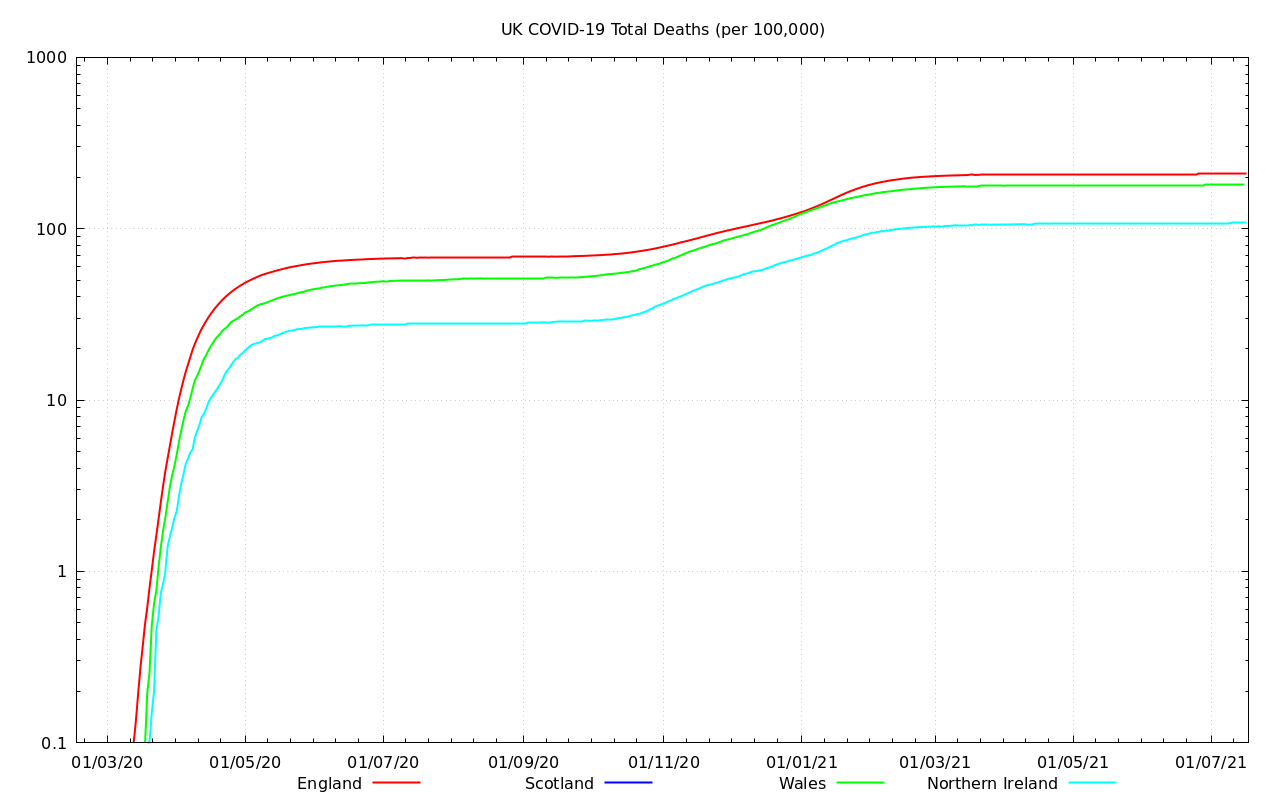 UK COVID-19 Total Deaths (per 100,000)
1000
100
10
1
0.1
01/03/20 01/05/20 01/07/20 01/09/20 01/11/20 01/01/21 01/03/21 01/05/21 01/07/21
England Scotland Wales Northern Ireland